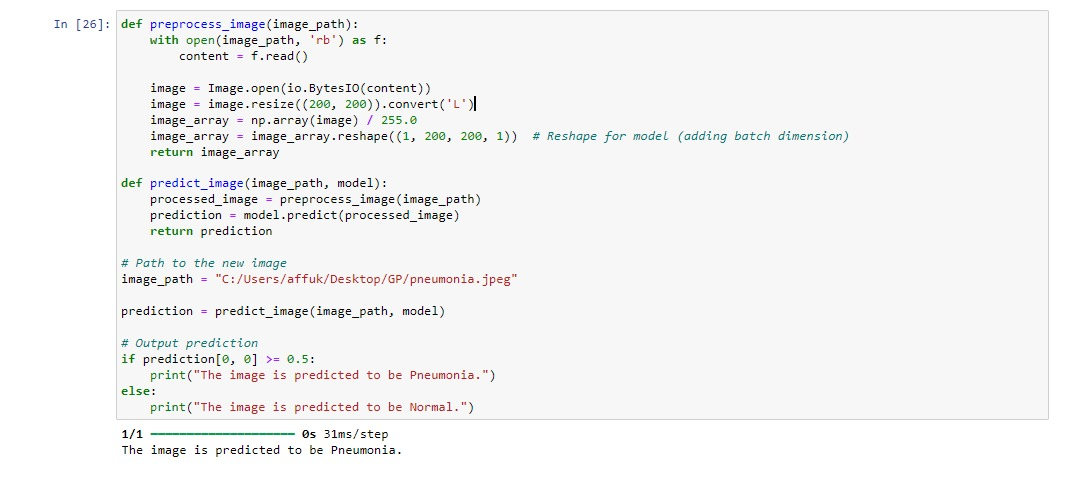 In [26]: def preprocess_image(image_path):
    with open(image_path, 'rb') as f:
        content = f.read()
    image = Image.open(io.BytesIO(content))
    image = image.resize((200, 200)).convert('L')
    image_array = np.array(image) / 255.0
    image_array = image_array.reshape((1, 200, 200, 1))  # Reshape for model (adding batch dimension)
    return image_array
def predict_image(image_path, model):
    processed_image = preprocess_image(image_path)
    prediction = model.predict(processed_image)
    return prediction
# Path to the new image
image_path = "C:/Users/affuk/Desktop/GP/pneumonia.jpeg"
prediction = predict_image(image_path, model)
# Output prediction
if prediction[0, 0] >= 0.5:
    print("The image is predicted to be Pneumonia.")
else:
    print("The image is predicted to be Normal.")
1/1 0s 31ms/step
The image is predicted to be Pneumonia.